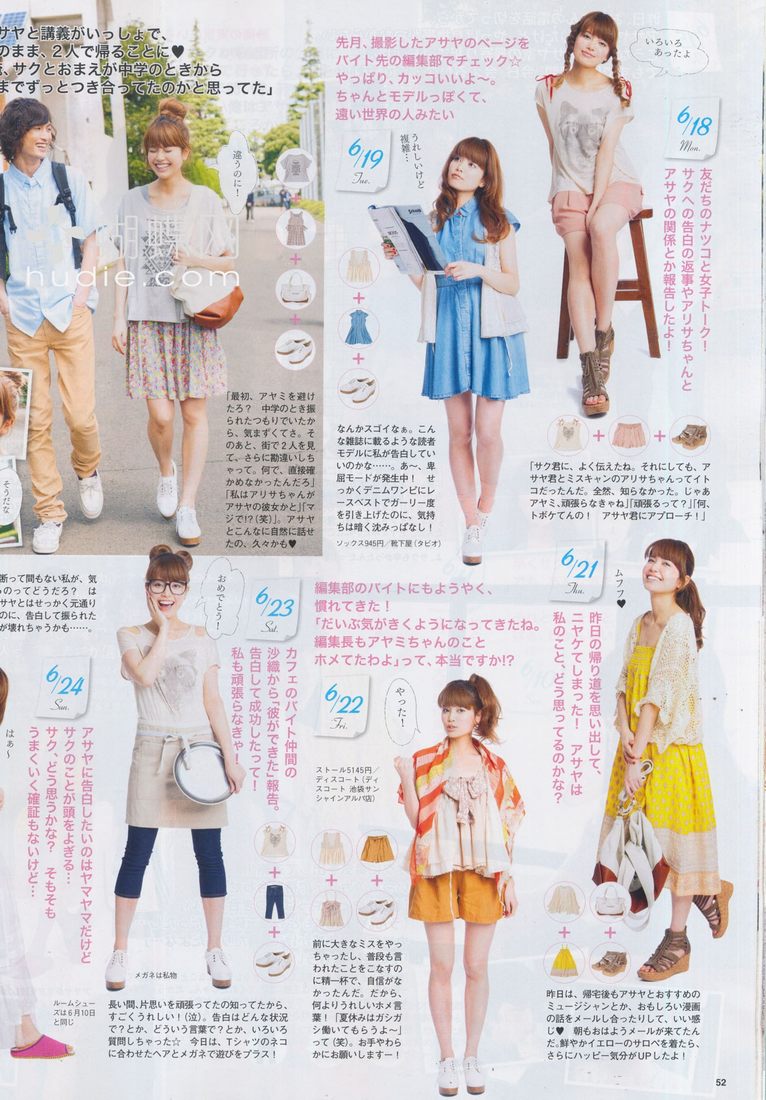 サヤと講義がいっしょで、
のまま、2人で帰ることに♥
、サクとおまえが中学のときから
までずっとつき合ってたのかと思ってた」
違うのに!
hudie.com
「最初、アヤミを避け
たろ? 中学のとき振
られたつもりでいたか
ら、気まずくてさ。そ
のあと、街で2人を見
て、さらに勘違いしち
ゃって。何で、直接確
かめなかったんだろ」
「私はアリサちゃんが
アサヤの彼女かと」「マ
ジで!?(笑)」。アサヤ
とこんなに自然に話せ
たの、久々かも♥
そうだな
先月、撮影したアサヤのページを
バイト先の編集部でチェック☆
やっぱり、カッコいいよ〜。
ちゃんとモデルっぽくて、
遠い世界の人みたい
6/19
Tue.
うれしいけど
複雑…
なんかスゴイなぁ。こん
な雑誌に載るような読者
モデルに私が告白してい
いのかな……。あ〜、卑
屈モードが発生中! せ
っかくデニムワンピにレ
ースベストでガーリー度
を引き上げたのに、気持
ちは暗く沈みっぱなし!
ソックス945円/靴下屋(タビオ)
いろいろ
あったよ
6/18
Mon.
友だちのナツコと女子トーク!
サクへの告白の返事やアリサちゃんと
アサヤの関係とか報告したよ!
「サク君に、よく伝えたね。それにしても、ア
サヤ君とミスキャンのアリサちゃんってイト
コだったんだ。全然、知らなかった。じゃあ
アヤミ、頑張らなきゃね」「頑張るって?」「何、
トボケてんの! アサヤ君にアプローチ!」
断って間もない私が、気
のってどうだろ? は
サヤとはせっかく元通り
のに、告白して振られた
が壊れちゃうかも……。
6/24
Sun.
アサヤに告白したいのはヤマヤマだけど
サクのことが頭をよぎる…
サク、どう思うかな? そもそも
うまくいく確証もないけど…
はぁ〜
ルームシュー
ズは6月10日
と同じ
おめでとう!
6/23
Sat.
カフェのバイト仲間の
沙織から「彼ができた」報告。
告白して成功したって!
私も頑張らなきゃ!
メガネは私物
長い間、片思いを頑張ってたの知ってたから、
すごくうれしい!(泣)。告白はどんな状況
で?とか、どういう言葉で?とか、いろいろ
質問しちゃった☆ 今日は、Tシャツのネコ
に合わせたヘアとメガネで遊びをプラス!
編集部のバイトにもようやく、
慣れてきた!
「だいぶ気がきくようになってきたね。
編集長もアヤミちゃんのこと
ホメてたわよ」って、本当ですか!?
6/22
Fri.
やった!
ストール5145円/
ディスコート(ディ
スコート 池袋サン
シャインアルパ店)
前に大きなミスをやっ
ちゃったし、普段も言
われたことをこなすの
に精一杯で、自信がな
かったんだ。だから、
何よりうれしいホメ言
葉!「夏休みはガシガ
シ働いてもらうよ〜」
って(笑)。お手やわら
かにお願いしますー!
6/21
Thu.
ムフフ♥
昨日の帰り道を思い出して、
ニヤケてしまった! アサヤは
私のこと、どう思ってるのかな?
昨日は、帰宅後もアサヤとおすすめの
ミュージシャンとか、おもしろい漫画
の話をメールし合ったりして、いい感
じ♥ 朝もおはようメールが来てたん
だ。鮮やかイエローのサロペを着たら、
さらにハッピー気分がUPしたよ!
52